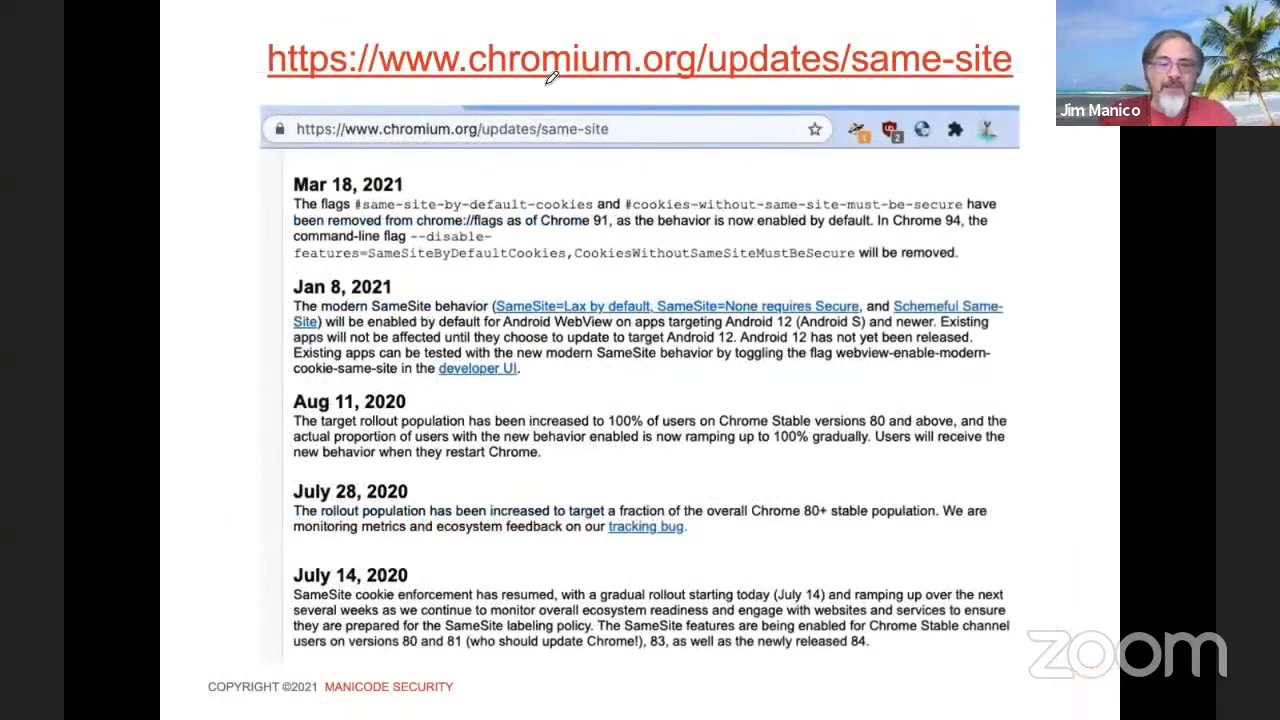 https://www.chromium.org/updates/same-site
Jim Manico
https://www.chromium.org/updates/same-site
1
2
Mar 18, 2021
The flags #same-site-by-default-cookies and #cookies-without-same-site-must-be-secure have
been removed from chrome://flags as of Chrome 91, as the behavior is now enabled by default. In Chrome 94, the
command-line flag --disable-
features=SameSiteByDefaultCookies,CookiesWithoutSameSiteMustBeSecure will be removed.
Jan 8, 2021
The modern SameSite behavior (SameSite=Lax by default, SameSite=None requires Secure, and Schemeful Same-
Site) will be enabled by default for Android WebView on apps targeting Android 12 (Android S) and newer. Existing
apps will not be affected until they choose to update to target Android 12. Android 12 has not yet been released.
Existing apps can be tested with the new modern SameSite behavior by toggling the flag webview-enable-modern-
cookie-same-site in the developer UI.
Aug 11, 2020
The target rollout population has been increased to 100% of users on Chrome Stable versions 80 and above, and the
actual proportion of users with the new behavior enabled is now ramping up to 100% gradually. Users will receive the
new behavior when they restart Chrome.
July 28, 2020
The rollout population has been increased to target a fraction of the overall Chrome 80+ stable population. We are
monitoring metrics and ecosystem feedback on our tracking bug.
July 14, 2020
SameSite cookie enforcement has resumed, with a gradual rollout starting today (July 14) and ramping up over the next
several weeks as we continue to monitor overall ecosystem readiness and engage with websites and services to ensure
they are prepared for the SameSite labeling policy. The SameSite features are being enabled for Chrome Stable channel
users on versions 80 and 81 (who should update Chrome!), 83, as well as the newly released 84.
zoom
COPYRIGHT ©2021 MANICODE SECURITY